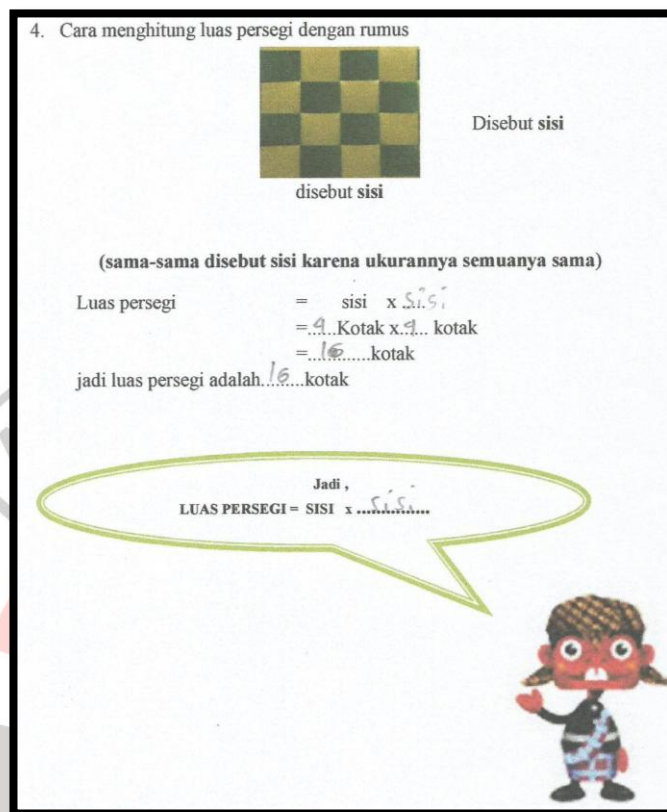 4. Cara menghitung luas persegi dengan rumus
Disebut sisi
disebut sisi
(sama-sama disebut sisi karena ukurannya semuanya sama)
Luas persegi = sisi x sisi
=..4..Kotak x..4... kotak
=...16......kotak
jadi luas persegi adalah...16....kotak
Jadi ,
LUAS PERSEGI = SISI x ...sisi...